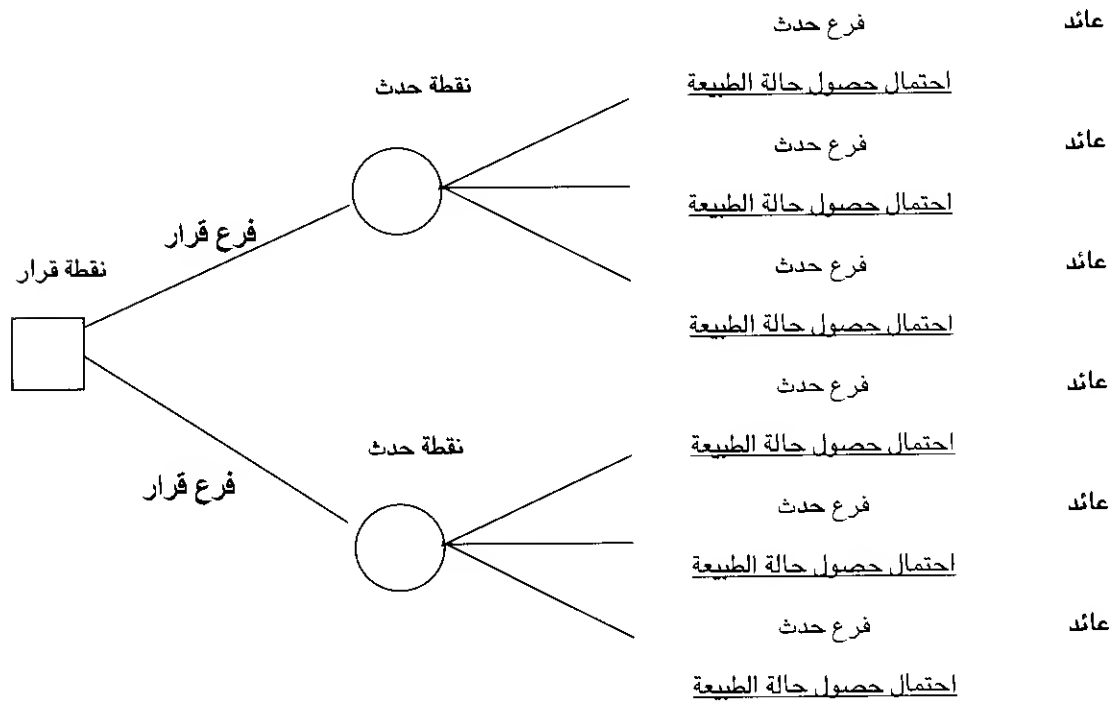 فرع حدث
عائد
احتمال حصول حالة الطبيعة
نقطة حدث
فرع حدث
عائد
احتمال حصول حالة الطبيعة
فرع قرار
نقطة قرار
فرع حدث
عائد
احتمال حصول حالة الطبيعة
فرع حدث
عائد
احتمال حصول حالة الطبيعة
نقطة حدث
فرع قرار
فرع حدث
عائد
احتمال حصول حالة الطبيعة
فرع حدث
عائد
احتمال حصول حالة الطبيعة